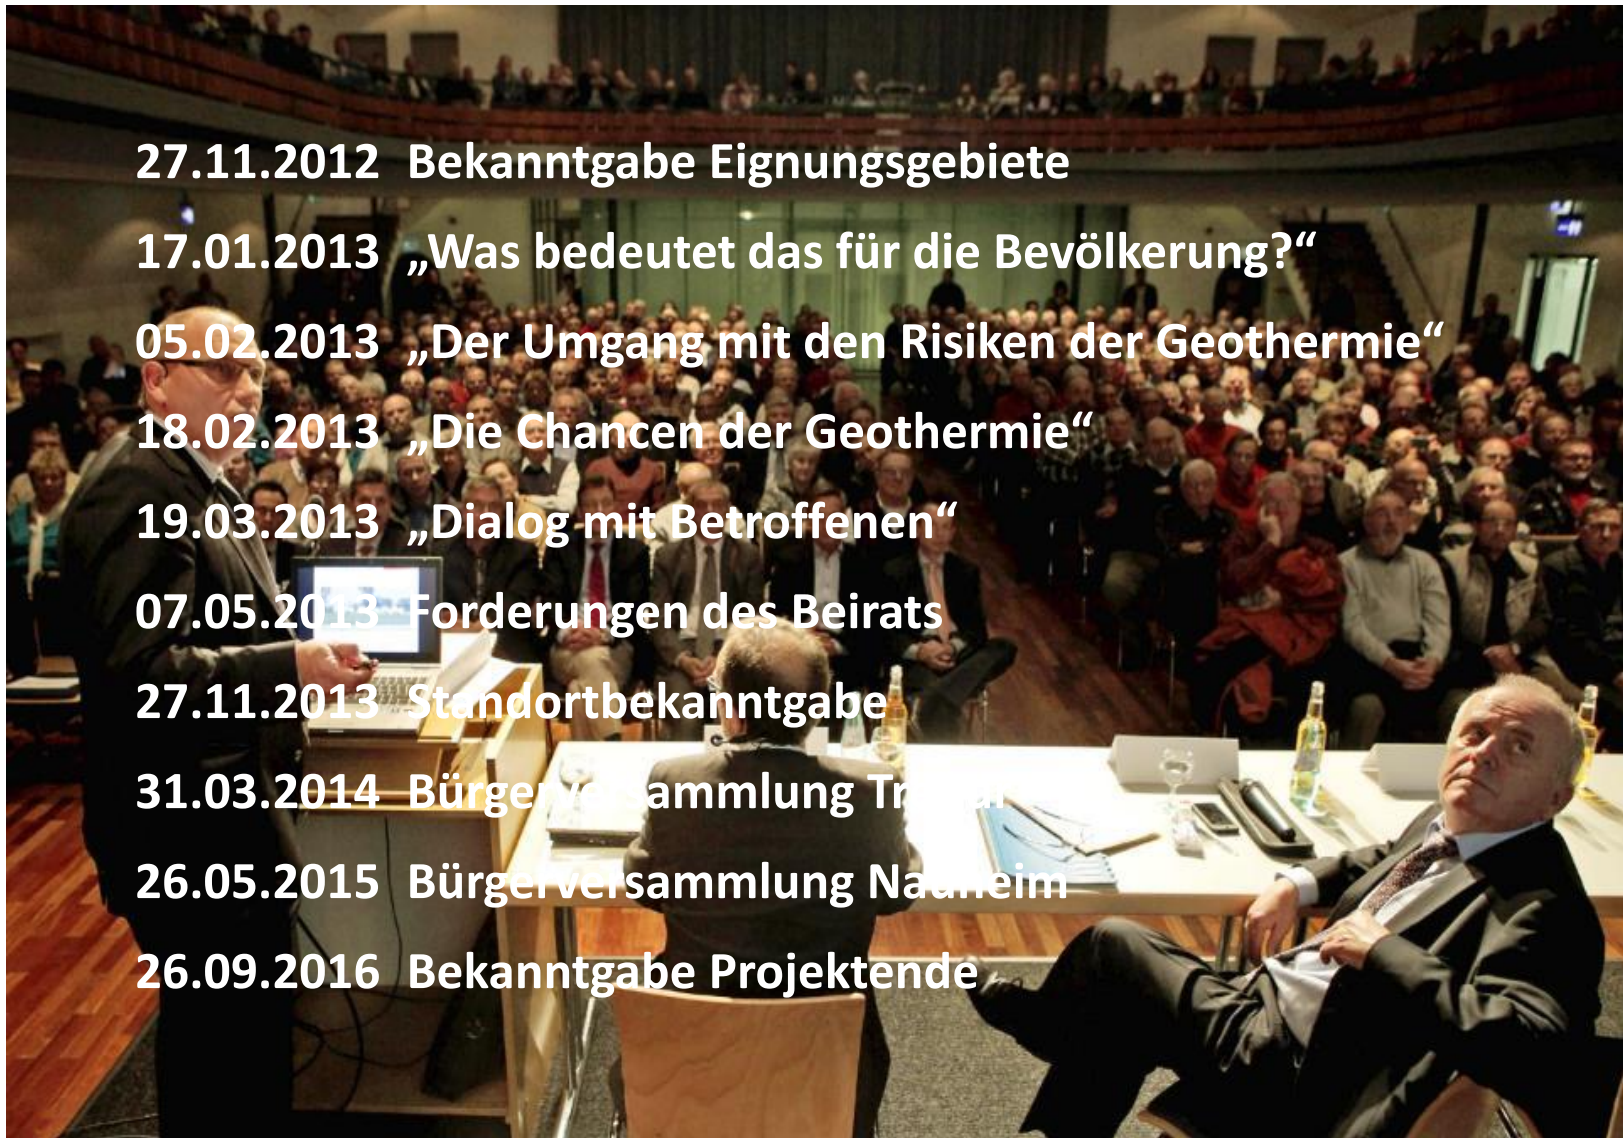 27.11.2012 Bekanntgabe Eignungsgebiete
17.01.2013 „Was bedeutet das für die Bevölkerung?“
05.02.2013 „Der Umgang mit den Risiken der Geothermie“
18.02.2013 „Die Chancen der Geothermie“
19.03.2013 „Dialog mit Betroffenen“
07.05.2013 Forderungen des Beirats
27.11.2013 Standortbekanntgabe
31.03.2014 Bürgerversammlung
26.05.2015 Bürgerversammlung Nauheim
26.09.2016 Bekanntgabe Projektende